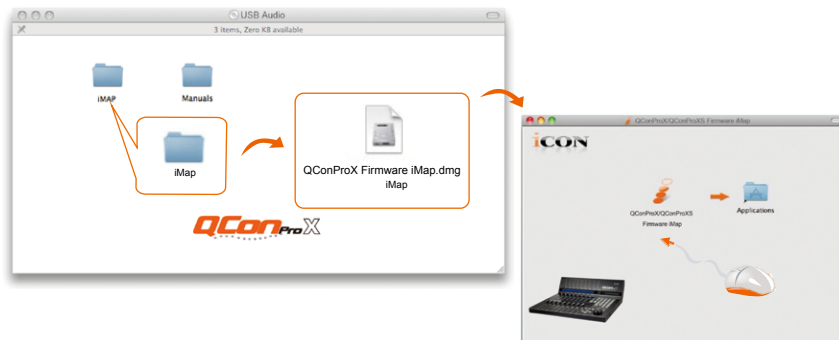 USB Audio
3 items, Zero KB available
iMAP
Manuals
iMap
QConProX Firmware iMap.dmg
iMap
QCon ProX
QConProX/QConProXS Firmware iMap
iCON
QConProX/QConProXS
Firmware iMap
Applications